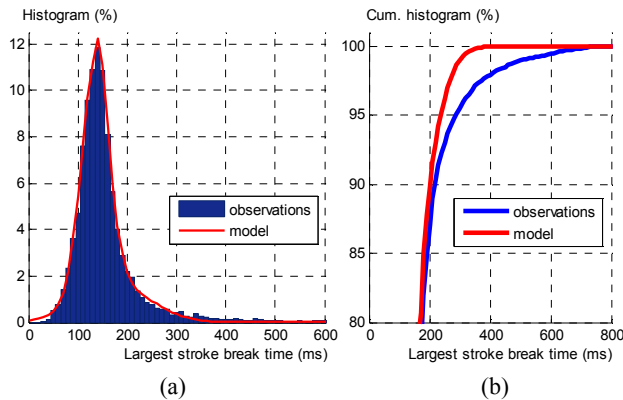 Histogram (%)
12
10
8
6
4
2
0
0 100 200 300 400 500 600
observations
model
Largest stroke break time (ms)
(a)
Cum. histogram (%)
100
95
90
85
80
0 200 400 600 800
observations
model
Largest stroke break time (ms)
(b)